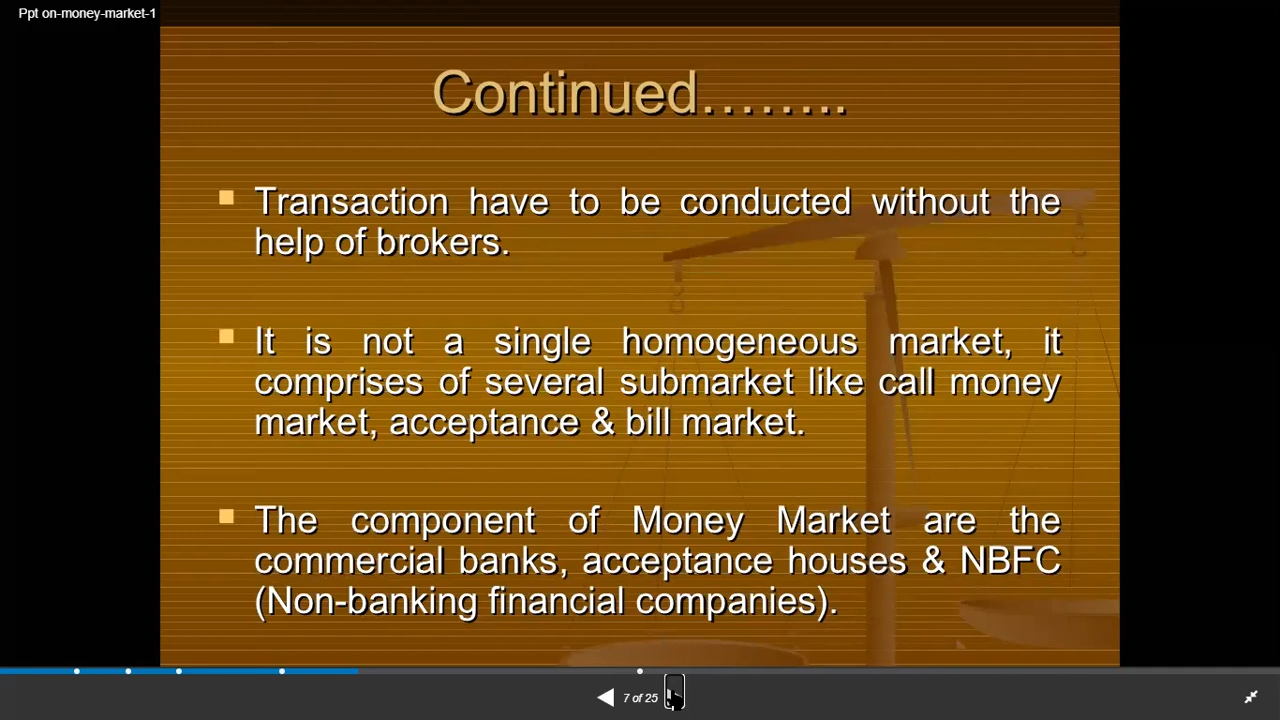 Ppt on-money-market-1
Continued........
Transaction have to be conducted without the
help of brokers.
It is not a single homogeneous market, it
comprises of several submarket like call money
market, acceptance & bill market.
The component of Money Market are the
commercial banks, acceptance houses & NBFC
(Non-banking financial companies).
7 of 25